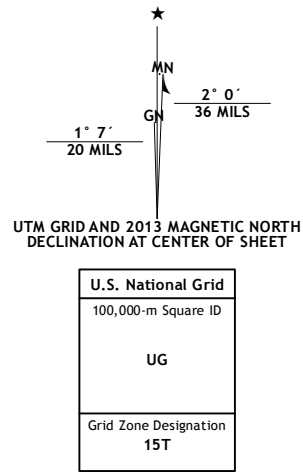 ★
MN
GN
2° 0´
36 MILS
1° 7´
20 MILS
UTM GRID AND 2013 MAGNETIC NORTH
DECLINATION AT CENTER OF SHEET
U.S. National Grid
100,000-m Square ID
UG
Grid Zone Designation
15T